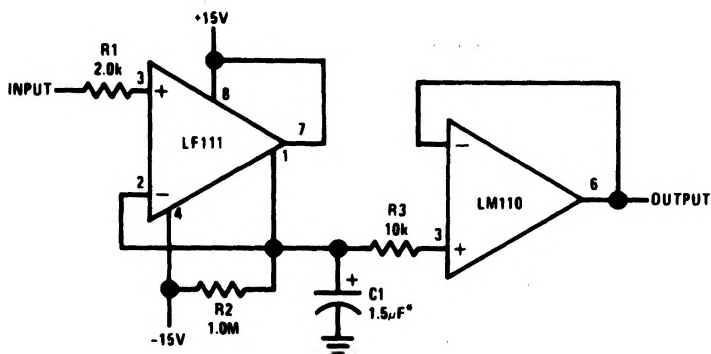 +15V
R1
2.0k
INPUT
3
+
8
LF111
7
1
2
−
4
R2
1.0M
-15V
R3
10k
3
+
C1
1.5µF*
−
LM110
+
6
OUTPUT